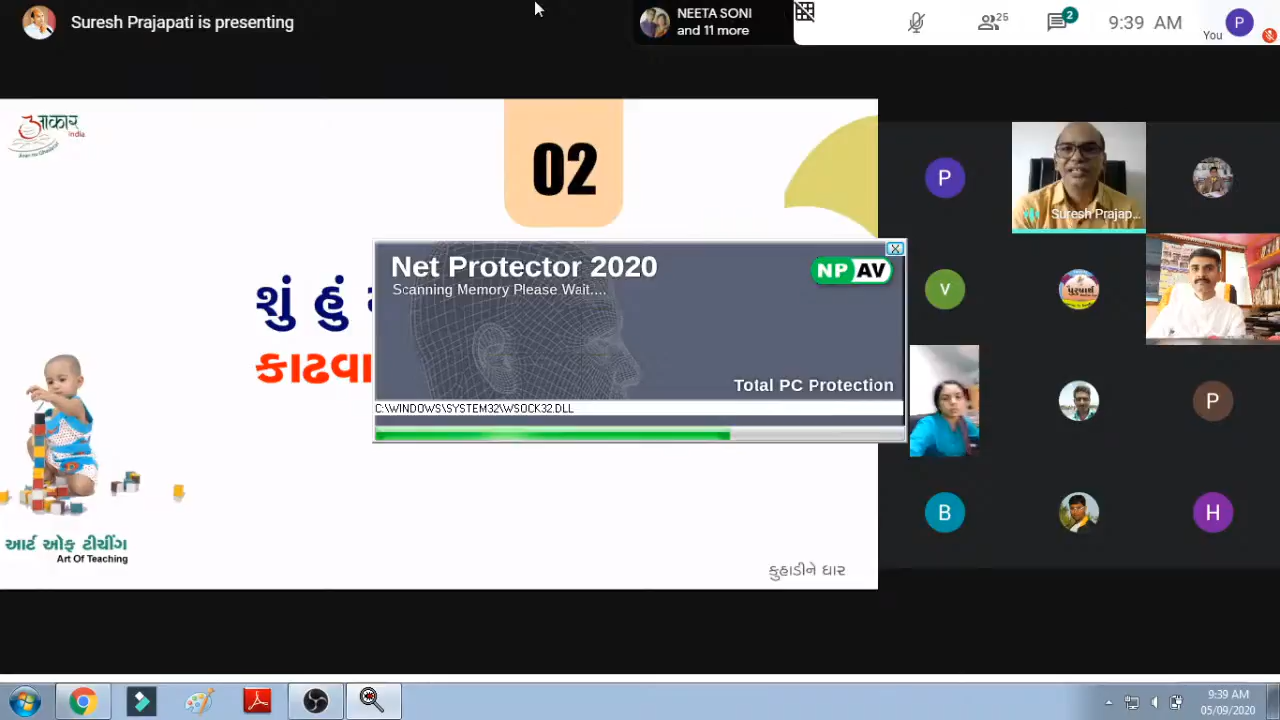 Suresh Prajapati is presenting
NEETA SONI
and 11 more
25
2
9:39 AM
You
P
आकार
India
02
શું હું
કાઢવા
Net Protector 2020
Scanning Memory Please Wait....
NP AV
Total PC Protection
C:\WINDOWS\SYSTEM32\WSOCK32.DLL
P
Suresh Prajap...
V
P
B
H
આર્ટ ઓફ ટીચીંગ
Art Of Teaching
કુહાડીને ધાર
9:39 AM
05/09/2020